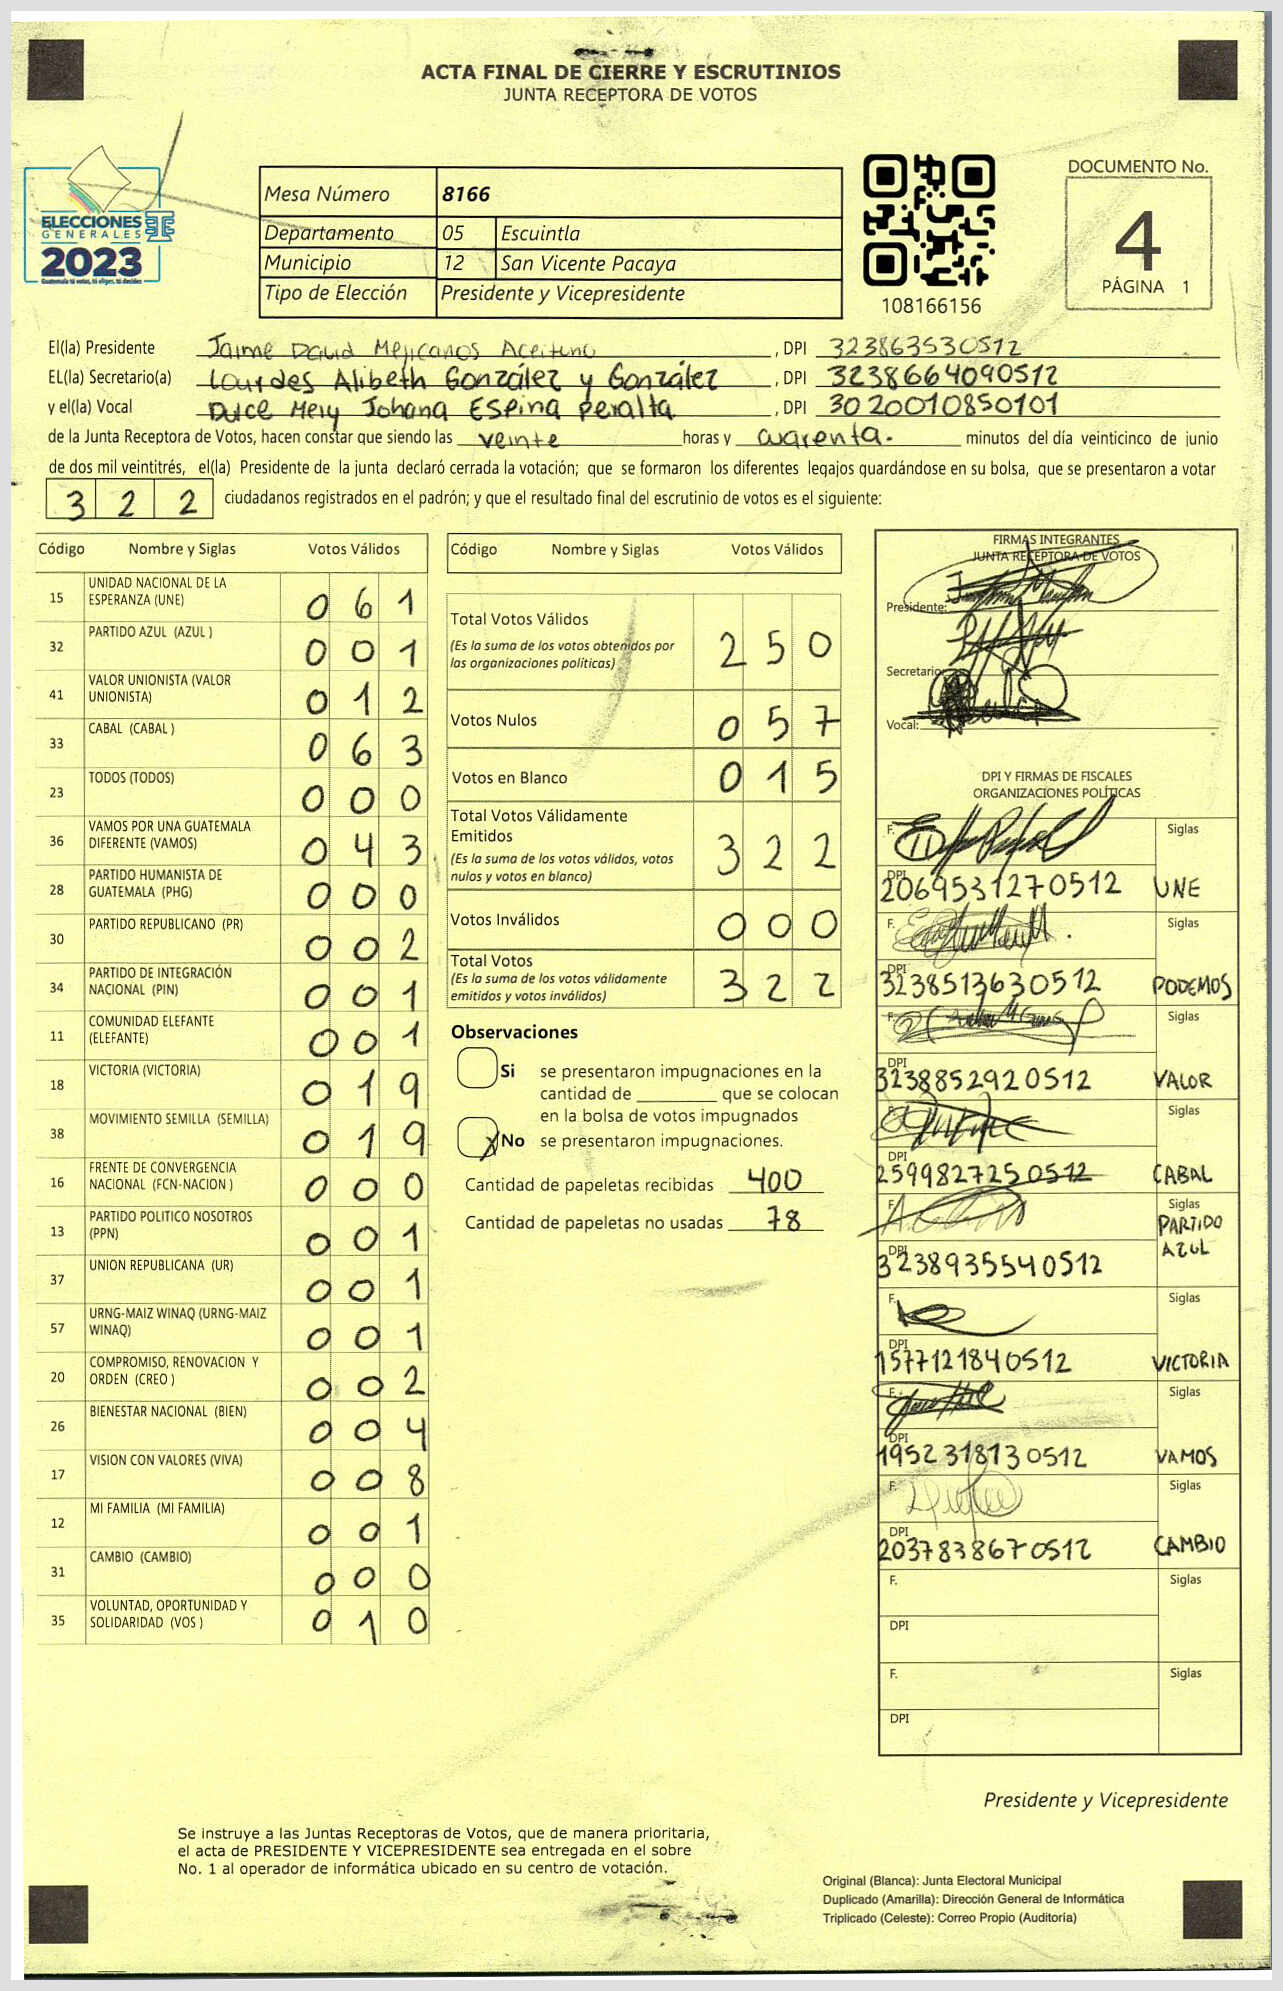 ACTA FINAL DE CIERRE Y ESCRUTINIOS
JUNTA RECEPTORA DE VOTOS
ELECCIONES
GENERALES
2023
Guatemala tú votas, tú eliges, tú decides
Mesa Número 8166
Departamento 05 Escuintla
Municipio 12 San Vicente Pacaya
Tipo de Elección Presidente y Vicepresidente
108166156
DOCUMENTO No.
4
PÁGINA 1
El(la) Presidente Jaime David Mejicanos Aceituno, DPI 323863530512
EL(la) Secretario(a) Lourdes Alibeth González y González, DPI 3238664090512
y el(la) Vocal Dulce Mery Johana Espina Peralta, DPI 3020010850101
de la Junta Receptora de Votos, hacen constar que siendo las veinte horas y cuarenta. minutos del día veinticinco de junio
de dos mil veintitrés, el(la) Presidente de la junta declaró cerrada la votación; que se formaron los diferentes legajos guardándose en su bolsa, que se presentaron a votar
3 2 2 ciudadanos registrados en el padrón; y que el resultado final del escrutinio de votos es el siguiente:
Código Nombre y Siglas Votos Válidos
15 UNIDAD NACIONAL DE LA ESPERANZA (UNE) 0 6 1
32 PARTIDO AZUL (AZUL ) 0 0 1
41 VALOR UNIONISTA (VALOR UNIONISTA) 0 1 2
33 CABAL (CABAL ) 0 6 3
23 TODOS (TODOS) 0 0 0
36 VAMOS POR UNA GUATEMALA DIFERENTE (VAMOS) 0 4 3
28 PARTIDO HUMANISTA DE GUATEMALA (PHG) 0 0 0
30 PARTIDO REPUBLICANO (PR) 0 0 2
34 PARTIDO DE INTEGRACIÓN NACIONAL (PIN) 0 0 1
11 COMUNIDAD ELEFANTE (ELEFANTE) 0 0 1
18 VICTORIA (VICTORIA) 0 1 9
38 MOVIMIENTO SEMILLA (SEMILLA) 0 1 9
16 FRENTE DE CONVERGENCIA NACIONAL (FCN-NACION ) 0 0 0
13 PARTIDO POLITICO NOSOTROS (PPN) 0 0 1
37 UNION REPUBLICANA (UR) 0 0 1
57 URNG-MAIZ WINAQ (URNG-MAIZ WINAQ) 0 0 1
20 COMPROMISO, RENOVACION Y ORDEN (CREO ) 0 0 2
26 BIENESTAR NACIONAL (BIEN) 0 0 4
17 VISION CON VALORES (VIVA) 0 0 8
12 MI FAMILIA (MI FAMILIA) 0 0 1
31 CAMBIO (CAMBIO) 0 0 0
35 VOLUNTAD, OPORTUNIDAD Y SOLIDARIDAD (VOS ) 0 1 0
Código Nombre y Siglas Votos Válidos
Total Votos Válidos 2 5 0
(Es la suma de los votos obtenidos por
las organizaciones políticas)
Votos Nulos 0 5 7
Votos en Blanco 0 1 5
Total Votos Válidamente
Emitidos 3 2 2
(Es la suma de los votos válidos, votos
nulos y votos en blanco)
Votos Inválidos 0 0 0
Total Votos 3 2 2
(Es la suma de los votos válidamente
emitidos y votos inválidos)
Observaciones
Si se presentaron impugnaciones en la
cantidad de ________ que se colocan
en la bolsa de votos impugnados
X No se presentaron impugnaciones.
Cantidad de papeletas recibidas 400
Cantidad de papeletas no usadas 78
FIRMAS INTEGRANTES
JUNTA RECEPTORA DE VOTOS
Presidente:
Secretario:
Vocal:
DPI Y FIRMAS DE FISCALES
ORGANIZACIONES POLÍTICAS
F. Siglas
DPI 2069531270512 UNE
F. Siglas
DPI 3238513630512 PODEMOS
F. Siglas
DPI 3238852920512 VALOR
F. Siglas
DPI 2599827250512 CABAL
F. Siglas
DPI 3238935540512 PARTIDO AZUL
F. Siglas
DPI 1577121840512 VICTORIA
F. Siglas
DPI 1952318130512 VAMOS
F. Siglas
DPI 2037838670512 CAMBIO
F. Siglas
DPI
F. Siglas
DPI
Presidente y Vicepresidente
Se instruye a las Juntas Receptoras de Votos, que de manera prioritaria,
el acta de PRESIDENTE Y VICEPRESIDENTE sea entregada en el sobre
No. 1 al operador de informática ubicado en su centro de votación.
Original (Blanca): Junta Electoral Municipal
Duplicado (Amarilla): Dirección General de Informática
Triplicado (Celeste): Correo Propio (Auditoría)